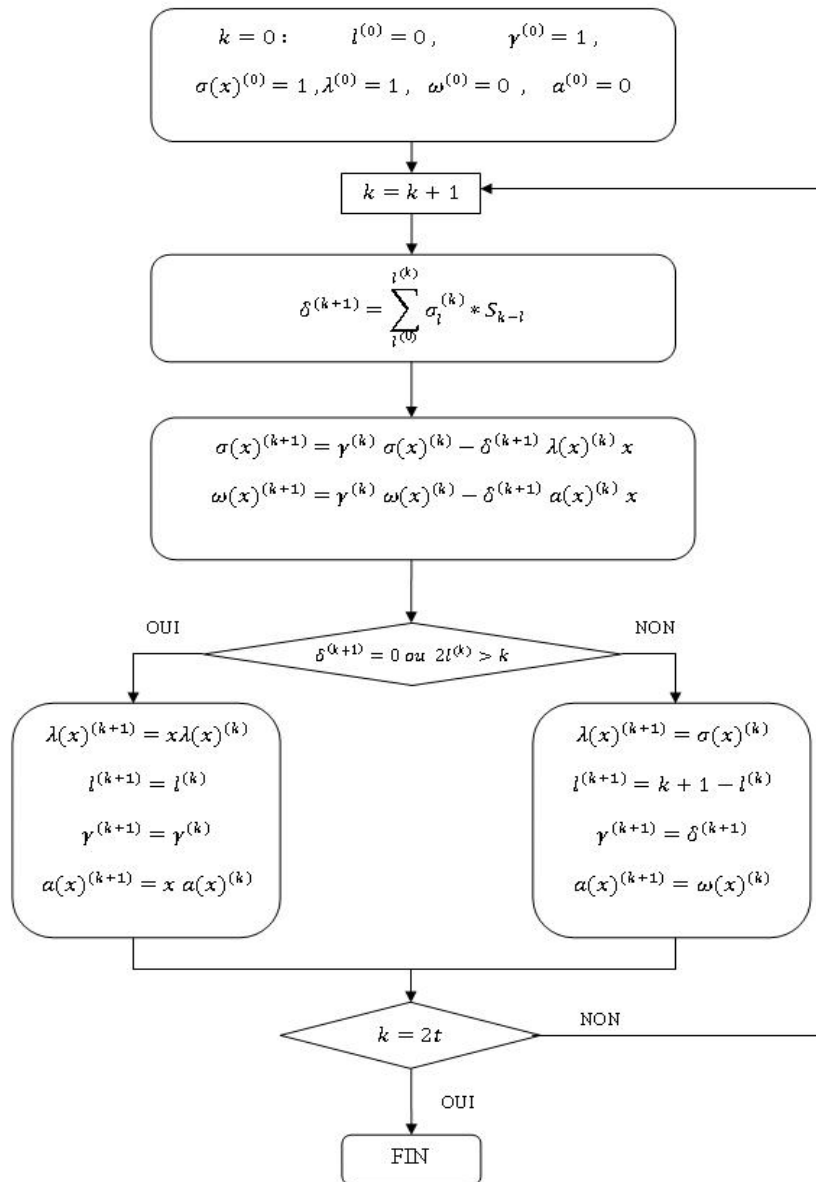 k = 0 : l⁽⁰⁾ = 0 , γ⁽⁰⁾ = 1 ,
σ(x)⁽⁰⁾ = 1 , λ⁽⁰⁾ = 1 , ω⁽⁰⁾ = 0 , a⁽⁰⁾ = 0
k = k + 1
δ⁽ᵏ⁺¹⁾ = ∑_{l⁽⁰⁾}^{l⁽ᵏ⁾} σ_l⁽ᵏ⁾ * S_{k−l}
σ(x)⁽ᵏ⁺¹⁾ = γ⁽ᵏ⁾ σ(x)⁽ᵏ⁾ − δ⁽ᵏ⁺¹⁾ λ(x)⁽ᵏ⁾ x
ω(x)⁽ᵏ⁺¹⁾ = γ⁽ᵏ⁾ ω(x)⁽ᵏ⁾ − δ⁽ᵏ⁺¹⁾ a(x)⁽ᵏ⁾ x
OUI
NON
δ⁽ᵏ⁺¹⁾ = 0 ou 2l⁽ᵏ⁾ > k
λ(x)⁽ᵏ⁺¹⁾ = xλ(x)⁽ᵏ⁾
l⁽ᵏ⁺¹⁾ = l⁽ᵏ⁾
γ⁽ᵏ⁺¹⁾ = γ⁽ᵏ⁾
a(x)⁽ᵏ⁺¹⁾ = x a(x)⁽ᵏ⁾
λ(x)⁽ᵏ⁺¹⁾ = σ(x)⁽ᵏ⁾
l⁽ᵏ⁺¹⁾ = k + 1 − l⁽ᵏ⁾
γ⁽ᵏ⁺¹⁾ = δ⁽ᵏ⁺¹⁾
a(x)⁽ᵏ⁺¹⁾ = ω(x)⁽ᵏ⁾
k = 2t
NON
OUI
FIN